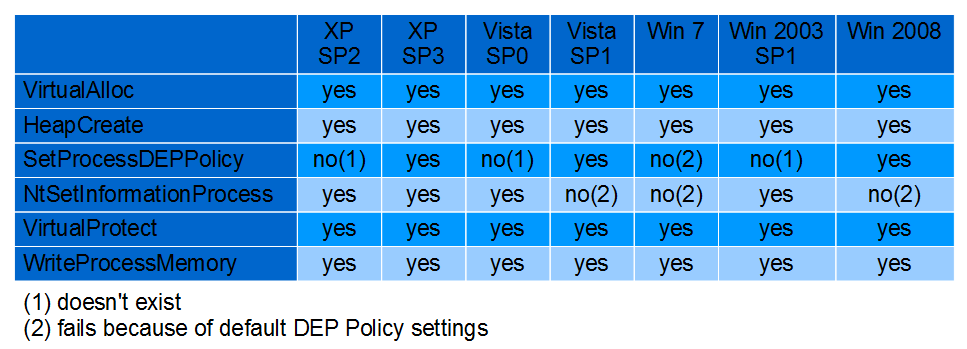 XP SP2 XP SP3 Vista SP0 Vista SP1 Win 7 Win 2003 SP1 Win 2008
VirtualAlloc yes yes yes yes yes yes yes
HeapCreate yes yes yes yes yes yes yes
SetProcessDEPPolicy no(1) yes no(1) yes no(2) no(1) yes
NtSetInformationProcess yes yes yes no(2) no(2) yes no(2)
VirtualProtect yes yes yes yes yes yes yes
WriteProcessMemory yes yes yes yes yes yes yes
(1) doesn't exist
(2) fails because of default DEP Policy settings